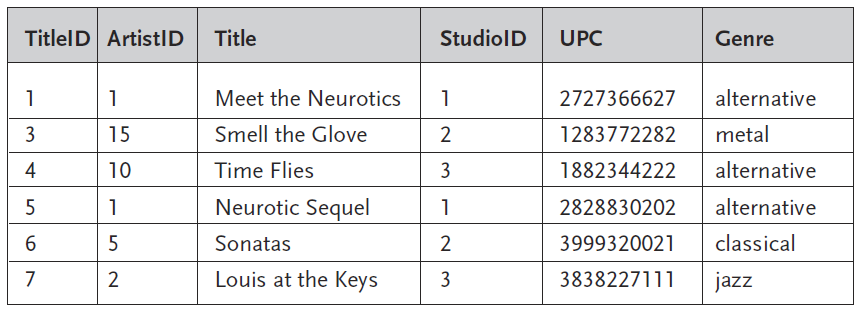 TitleID ArtistID Title StudioID UPC Genre
1 1 Meet the Neurotics 1 2727366627 alternative
3 15 Smell the Glove 2 1283772282 metal
4 10 Time Flies 3 1882344222 alternative
5 1 Neurotic Sequel 1 2828830202 alternative
6 5 Sonatas 2 3999320021 classical
7 2 Louis at the Keys 3 3838227111 jazz